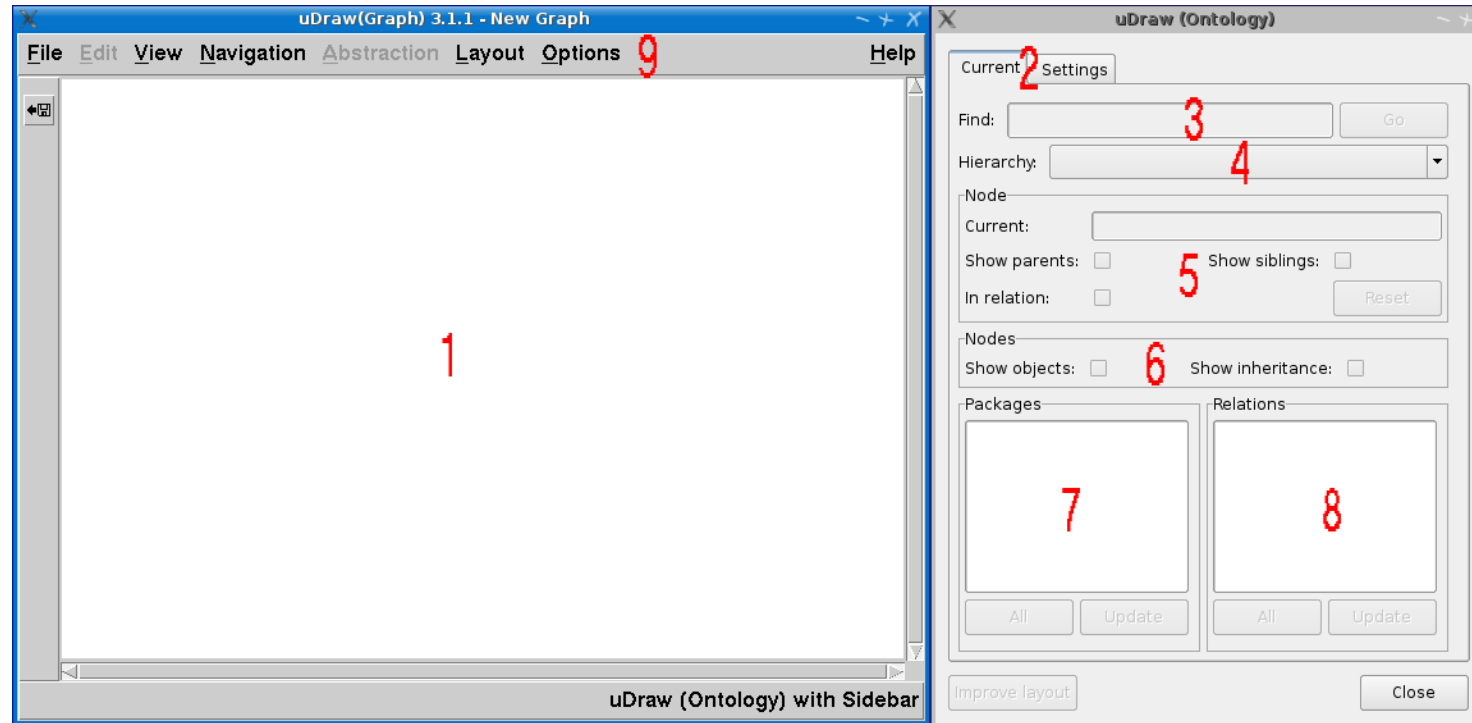 uDraw(Graph) 3.1.1 - New Graph
File Edit View Navigation Abstraction Layout Options 9 Help
1
uDraw (Ontology) with Sidebar
uDraw (Ontology)
Current 2 Settings
Find: 3 Go
Hierarchy: 4
Node
Current:
Show parents: 5 Show siblings:
In relation: Reset
Nodes
Show objects: 6 Show inheritance:
Packages Relations
7 8
All Update All Update
Improve layout Close